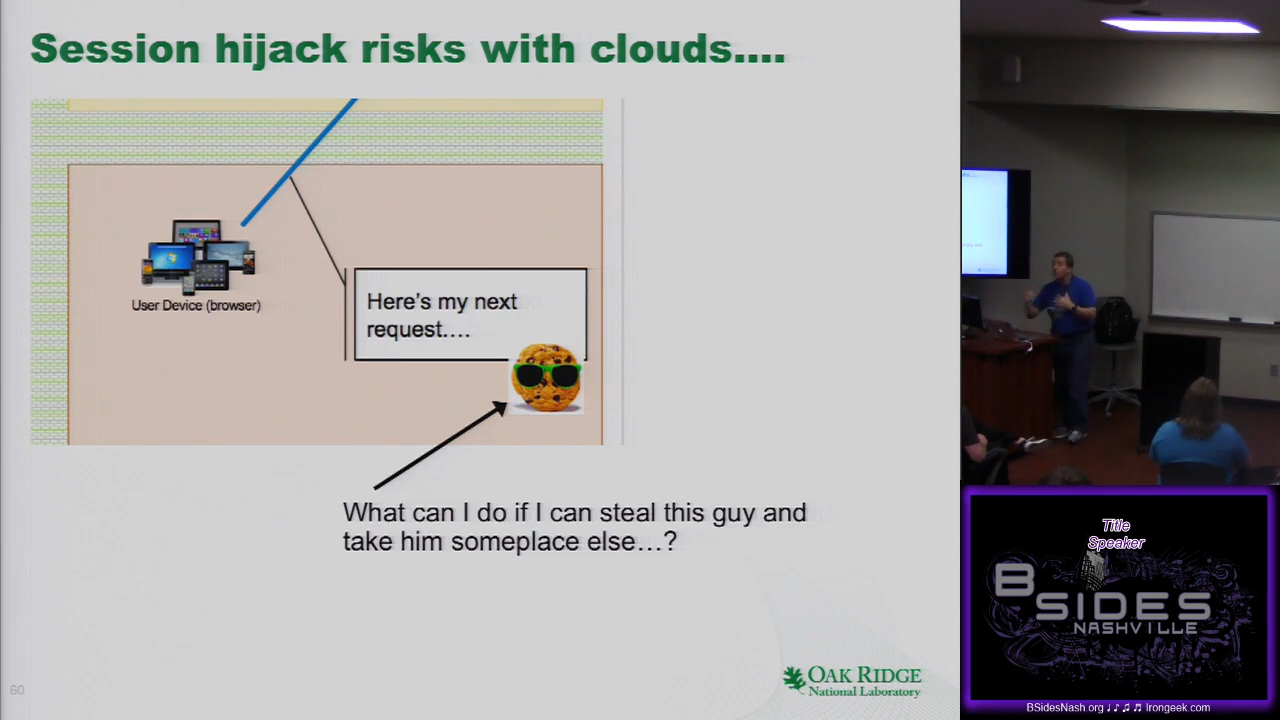 Session hijack risks with clouds....
User Device (browser)
Here's my next
request....
What can I do if I can steal this guy and
take him someplace else...?
60
OAK RIDGE
National Laboratory
Title
Speaker
BSIDES
NASHVILLE
BSidesNash.org ♩♪♫♬ Irongeek.com